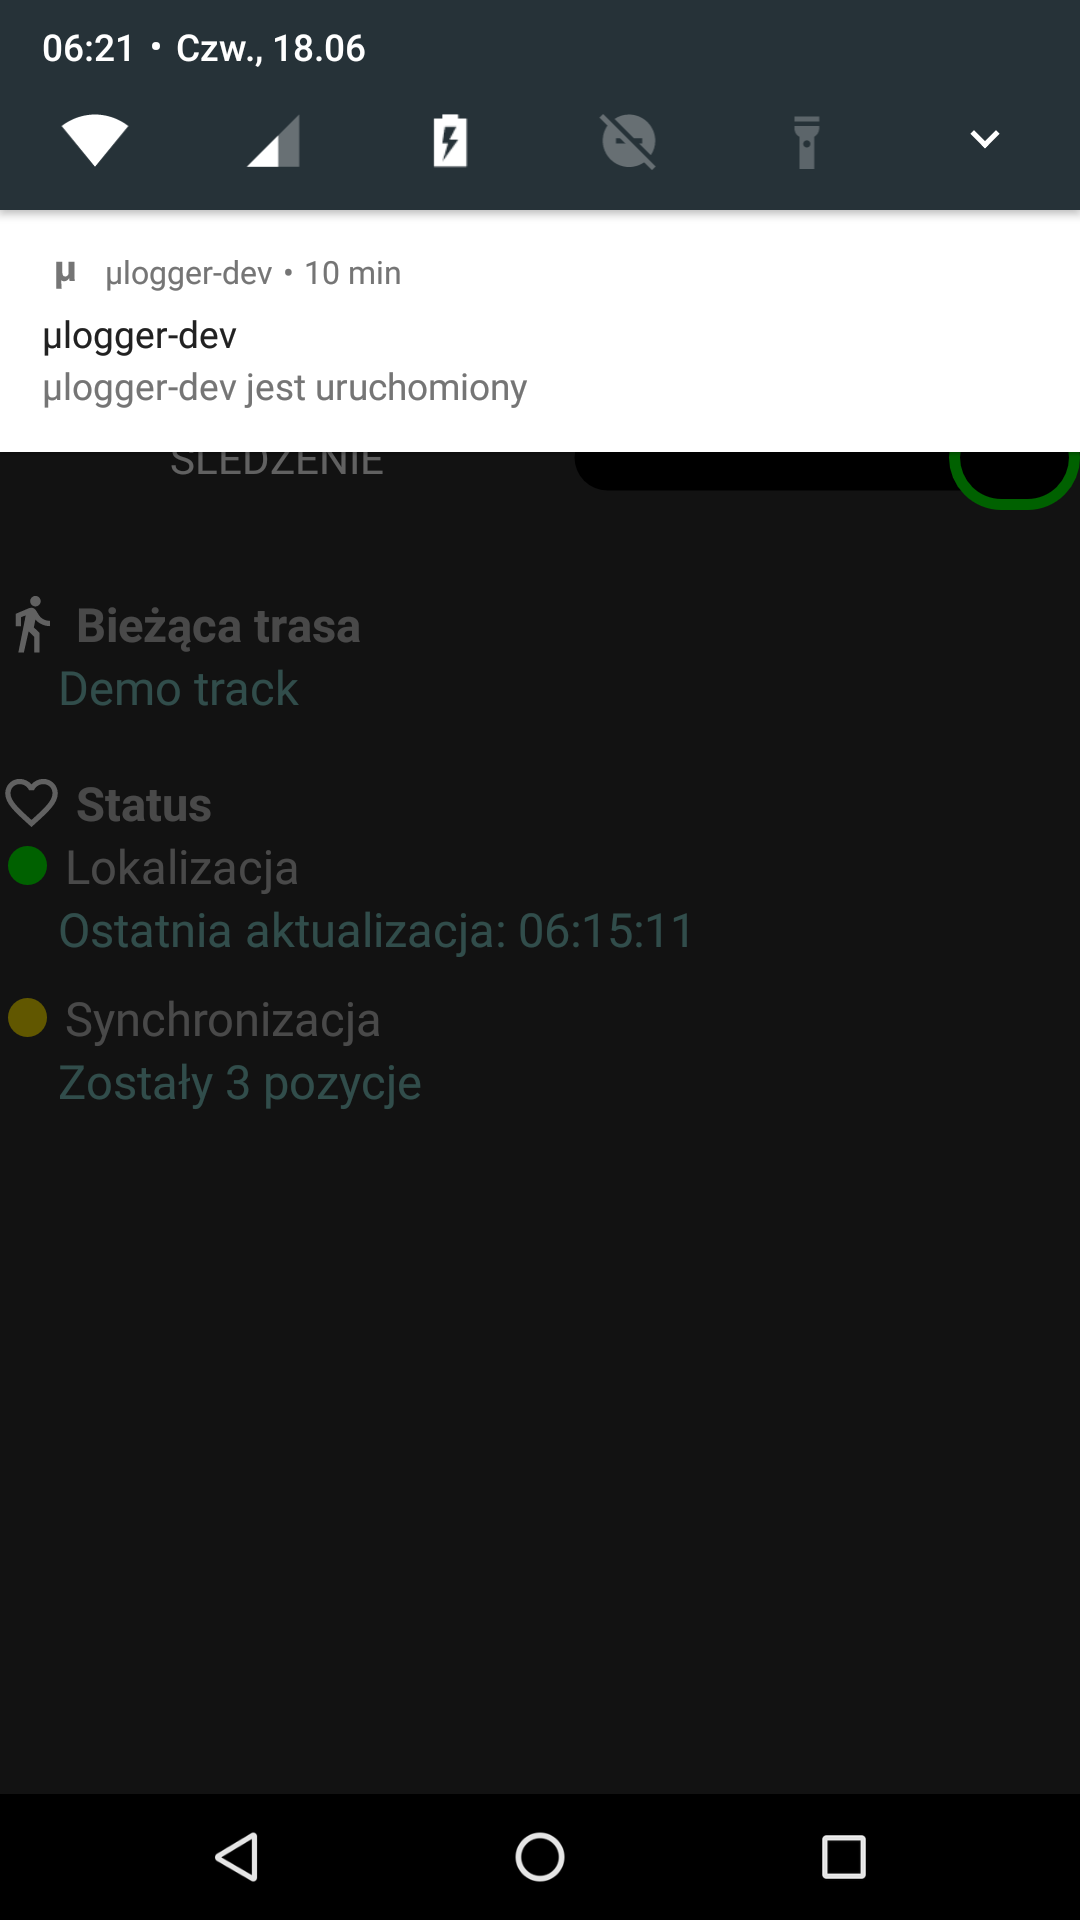 06:21 • Czw., 18.06
µ µlogger-dev • 10 min
µlogger-dev
µlogger-dev jest uruchomiony
ŚLEDZENIE
Bieżąca trasa
Demo track
Status
Lokalizacja
Ostatnia aktualizacja: 06:15:11
Synchronizacja
Zostały 3 pozycje